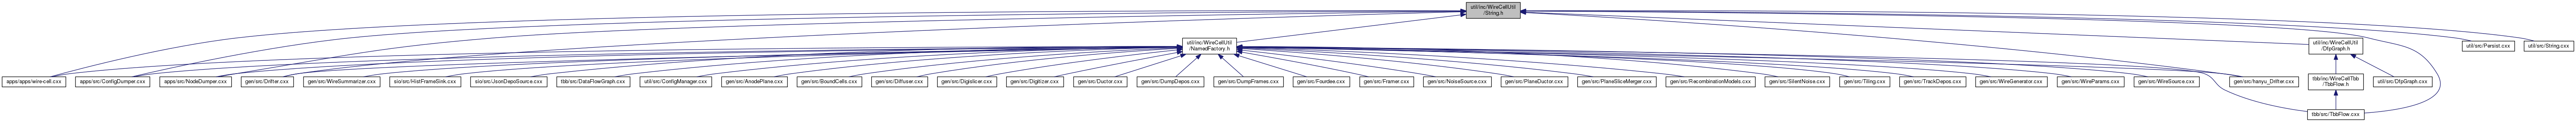 util/inc/WireCellUtil
/String.h
util/inc/WireCellUtil
/NamedFactory.h
util/inc/WireCellUtil
/DfpGraph.h
util/src/Persist.cxx
util/src/String.cxx
apps/apps/wire-cell.cxx
apps/src/ConfigDumper.cxx
apps/src/NodeDumper.cxx
gen/src/Drifter.cxx
gen/src/WireSummarizer.cxx
sio/src/HistFrameSink.cxx
sio/src/JsonDepoSource.cxx
tbb/src/DataFlowGraph.cxx
util/src/ConfigManager.cxx
gen/src/AnodePlane.cxx
gen/src/BoundCells.cxx
gen/src/Diffuser.cxx
gen/src/Digislicer.cxx
gen/src/Digitizer.cxx
gen/src/Ductor.cxx
gen/src/DumpDepos.cxx
gen/src/DumpFrames.cxx
gen/src/Fourdee.cxx
gen/src/Framer.cxx
gen/src/NoiseSource.cxx
gen/src/PlaneDuctor.cxx
gen/src/PlaneSliceMerger.cxx
gen/src/RecombinationModels.cxx
gen/src/SilentNoise.cxx
gen/src/Tiling.cxx
gen/src/TrackDepos.cxx
gen/src/WireGenerator.cxx
gen/src/WireParams.cxx
gen/src/WireSource.cxx
gen/src/hanyu_Drifter.cxx
tbb/inc/WireCellTbb
/TbbFlow.h
util/src/DfpGraph.cxx
tbb/src/TbbFlow.cxx